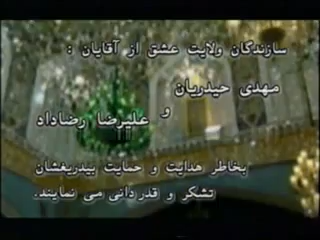 سازندگان ولایت عشق از آقایان :
مهدی حیدریان
و
علیرضا رضاداد
بخاطر هدایت و حمایت بیدریغشان
تشکر و قدردانی می نمایند.